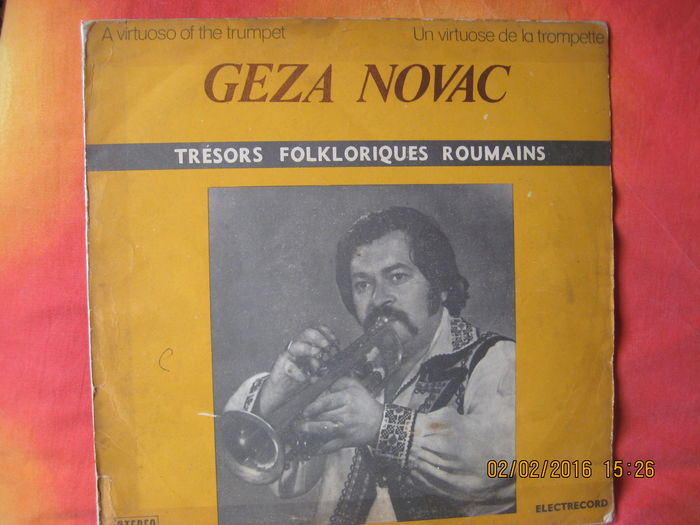 A virtuoso of the trumpet
Un virtuose de la trompette
GEZA NOVAC
TRÉSORS FOLKLORIQUES ROUMAINS
02/02/2016 15:26
ELECTRECORD
STEREO